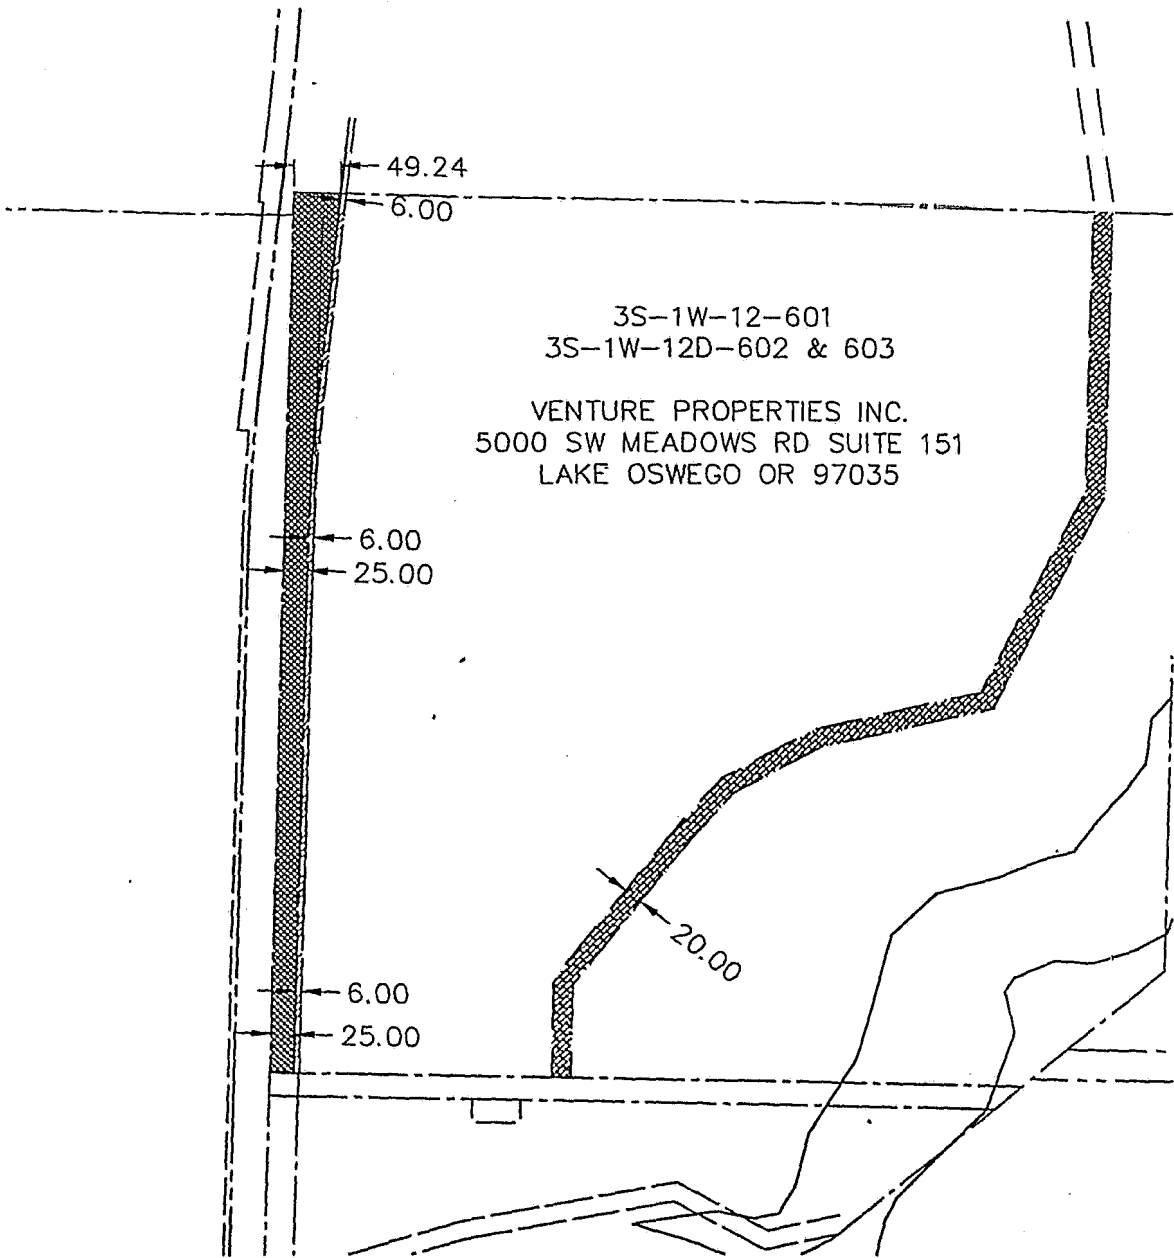 49.24
6.00
3S-1W-12-601
3S-1W-12D-602 & 603
VENTURE PROPERTIES INC.
5000 SW MEADOWS RD SUITE 151
LAKE OSWEGO OR 97035
6.00
25.00
20.00
6.00
25.00